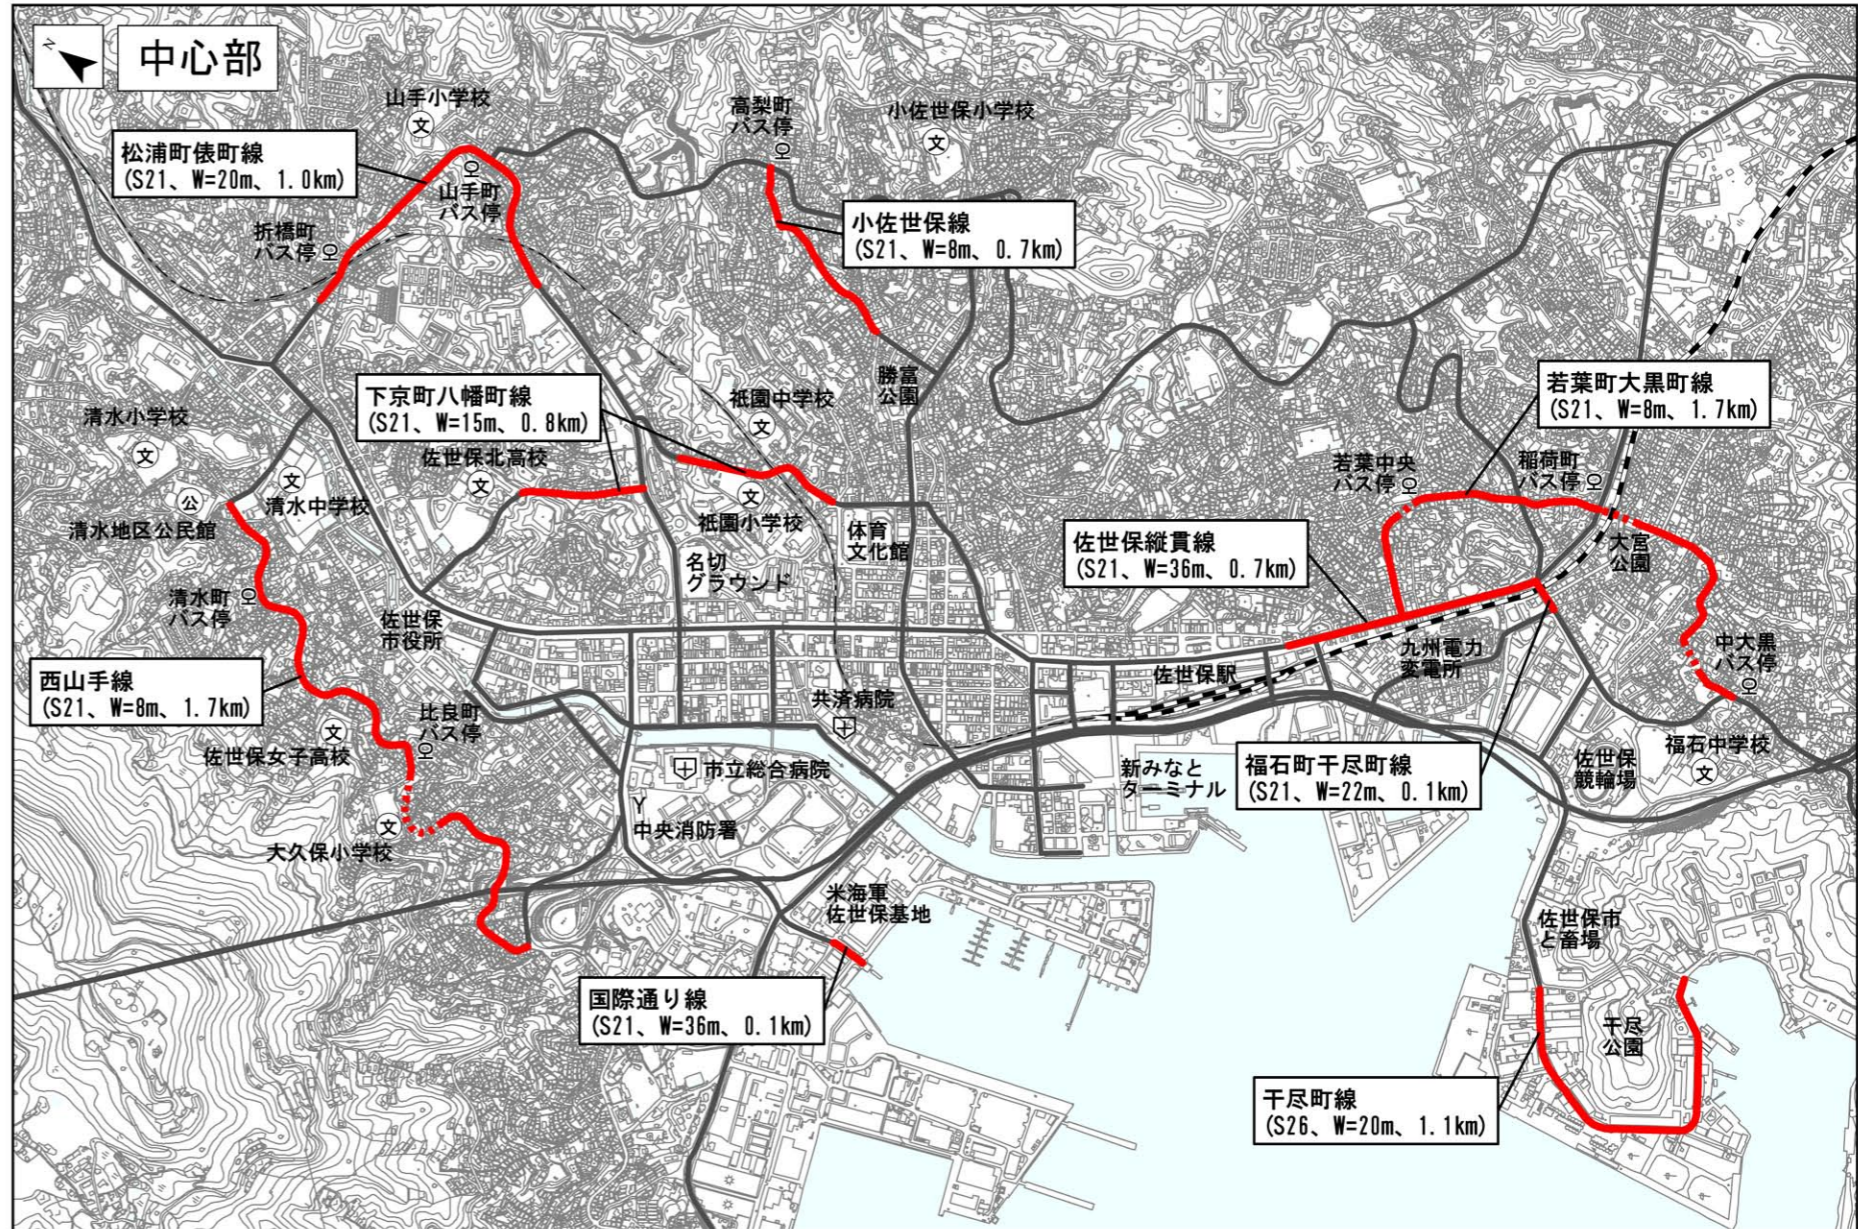 N
中心部
山手小学校
文
高梨町
バス停
小佐世保小学校
文
松浦町俵町線
(S21、W=20m、1.0km)
山手町
バス停
折橋町
バス停
小佐世保線
(S21、W=8m、0.7km)
勝富
公園
下京町八幡町線
(S21、W=15m、0.8km)
祇園中学校
文
若葉町大黒町線
(S21、W=8m、1.7km)
清水小学校
文
佐世保北高校
文
若葉中央
バス停
稲荷町
バス停
文
清水中学校
公
清水地区公民館
文
祇園小学校
体育
文化館
名切
グラウンド
佐世保縦貫線
(S21、W=36m、0.7km)
大宮
公園
清水町
バス停
佐世保
市役所
佐世保駅
九州電力
変電所
中大黒
バス停
西山手線
(S21、W=8m、1.7km)
比良町
バス停
共済病院
文
佐世保女子高校
市立総合病院
新みなと
ターミナル
福石町干尽町線
(S21、W=22m、0.1km)
佐世保
競輪場
福石中学校
文
Y
中央消防署
文
大久保小学校
米海軍
佐世保基地
佐世保市
と畜場
国際通り線
(S21、W=36m、0.1km)
干尽
公園
干尽町線
(S26、W=20m、1.1km)